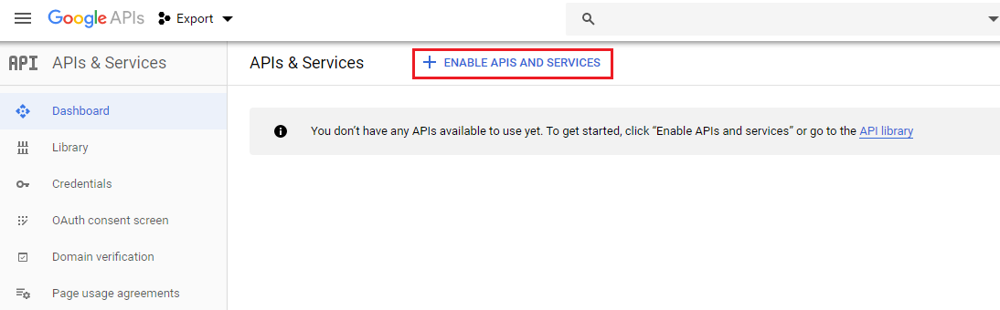 Google APIs Export
API APIs & Services
APIs & Services + ENABLE APIS AND SERVICES
Dashboard
You don't have any APIs available to use yet. To get started, click “Enable APIs and services” or go to the API library
Library
Credentials
OAuth consent screen
Domain verification
Page usage agreements